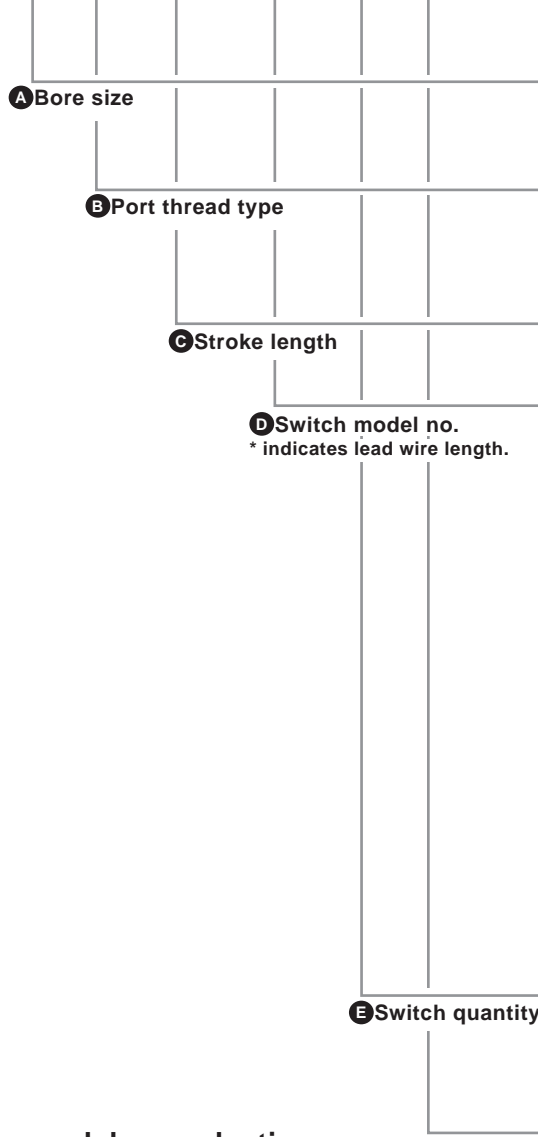 A Bore size
B Port thread type
C Stroke length
D Switch model no.
* indicates lead wire length.
E Switch quantity